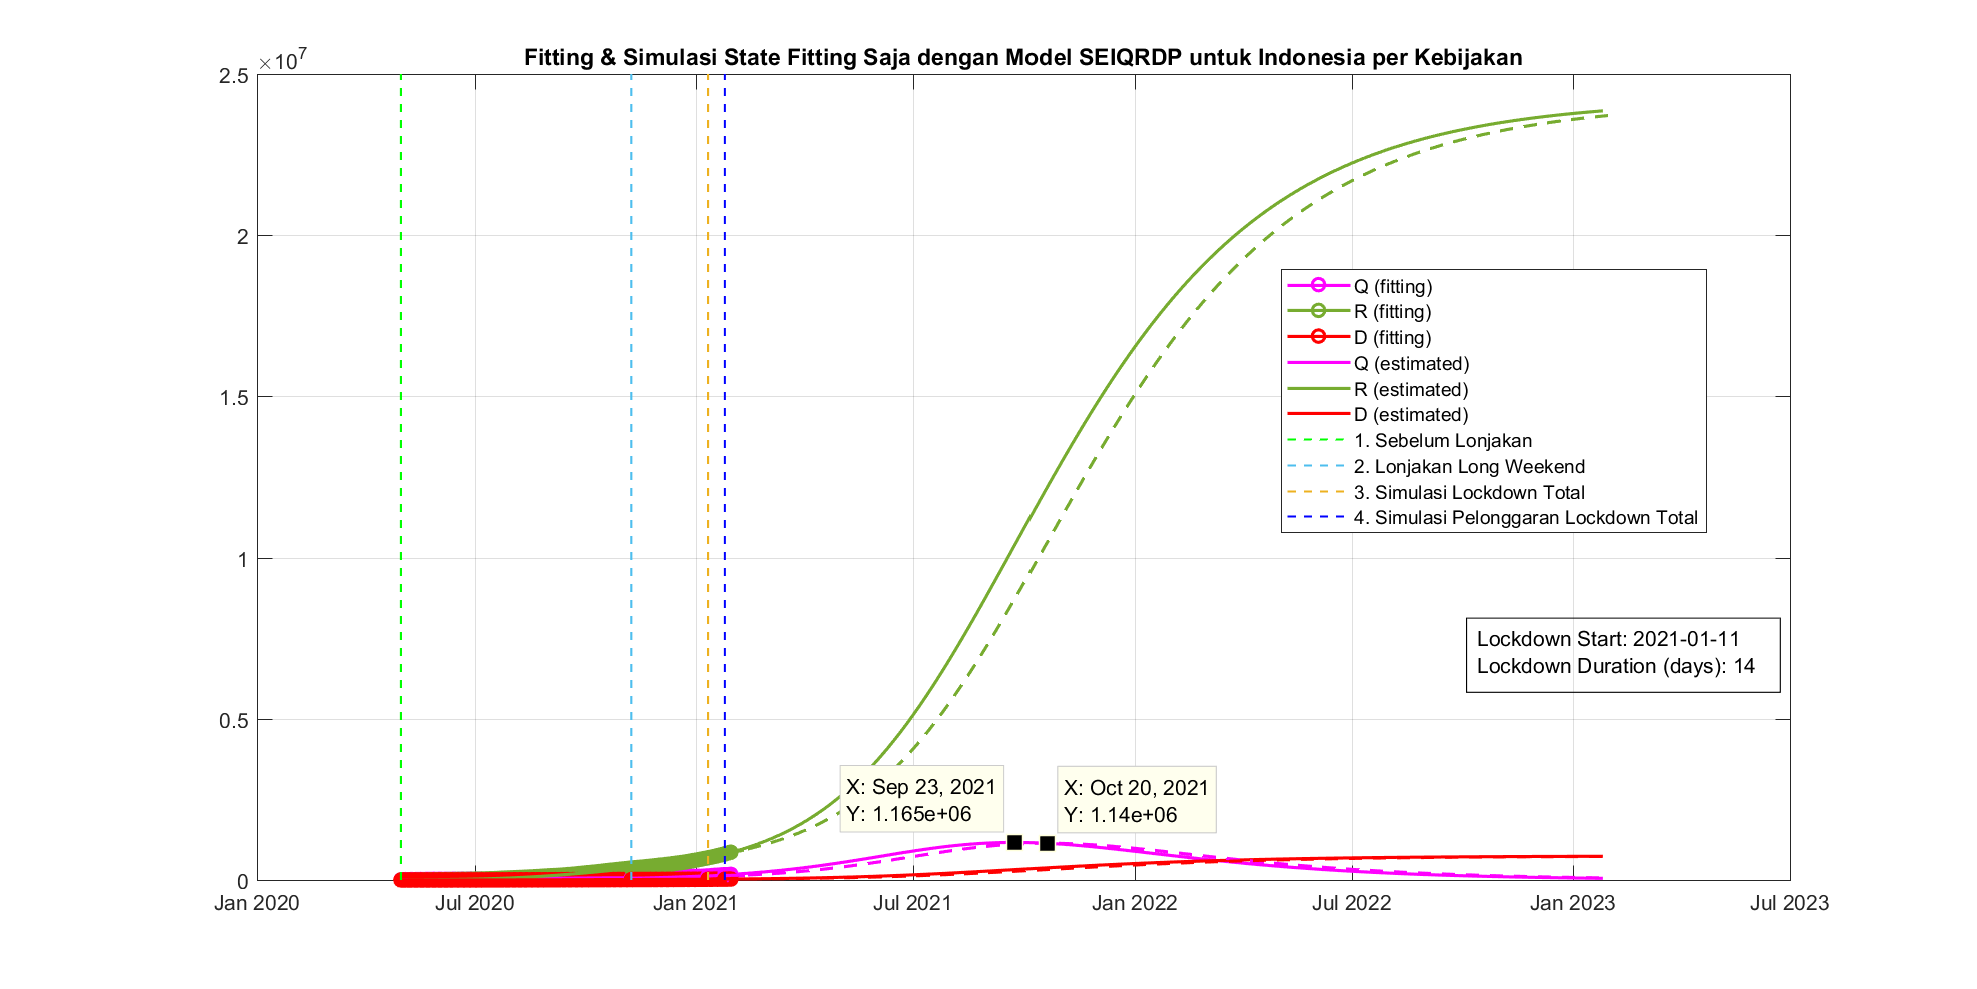 Fitting & Simulasi State Fitting Saja dengan Model SEIQRDP untuk Indonesia per Kebijakan
×10^7
2.5
2
1.5
1
0.5
0
Q (fitting)
R (fitting)
D (fitting)
Q (estimated)
R (estimated)
D (estimated)
1. Sebelum Lonjakan
2. Lonjakan Long Weekend
3. Simulasi Lockdown Total
4. Simulasi Pelonggaran Lockdown Total
Lockdown Start: 2021-01-11
Lockdown Duration (days): 14
X: Sep 23, 2021
Y: 1.165e+06
X: Oct 20, 2021
Y: 1.14e+06
Jan 2020 Jul 2020 Jan 2021 Jul 2021 Jan 2022 Jul 2022 Jan 2023 Jul 2023